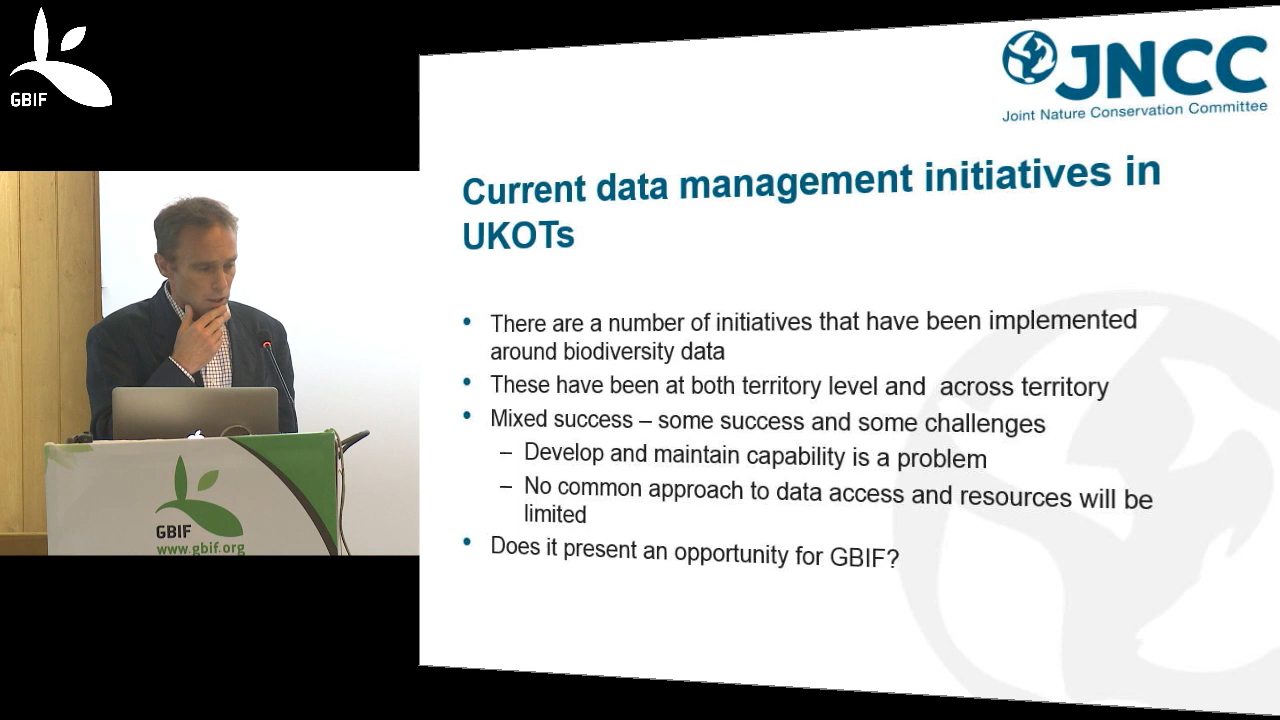 GBIF
JNCC
Joint Nature Conservation Committee
Current data management initiatives in
UKOTs
• There are a number of initiatives that have been implemented
around biodiversity data
• These have been at both territory level and  across territory
• Mixed success – some success and some challenges
– Develop and maintain capability is a problem
– No common approach to data access and resources will be
limited
• Does it present an opportunity for GBIF?
GBIF
www.gbif.org